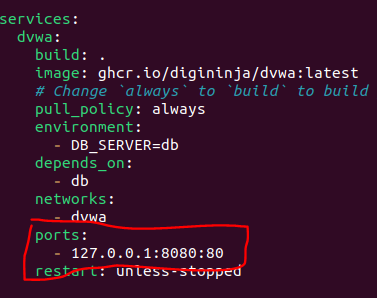 services:
dvwa:
build: .
image: ghcr.io/digininja/dvwa:latest
# Change `always` to `build` to build
pull_policy: always
environment:
- DB_SERVER=db
depends_on:
- db
networks:
- dvwa
ports:
- 127.0.0.1:8080:80
restart: unless-stopped